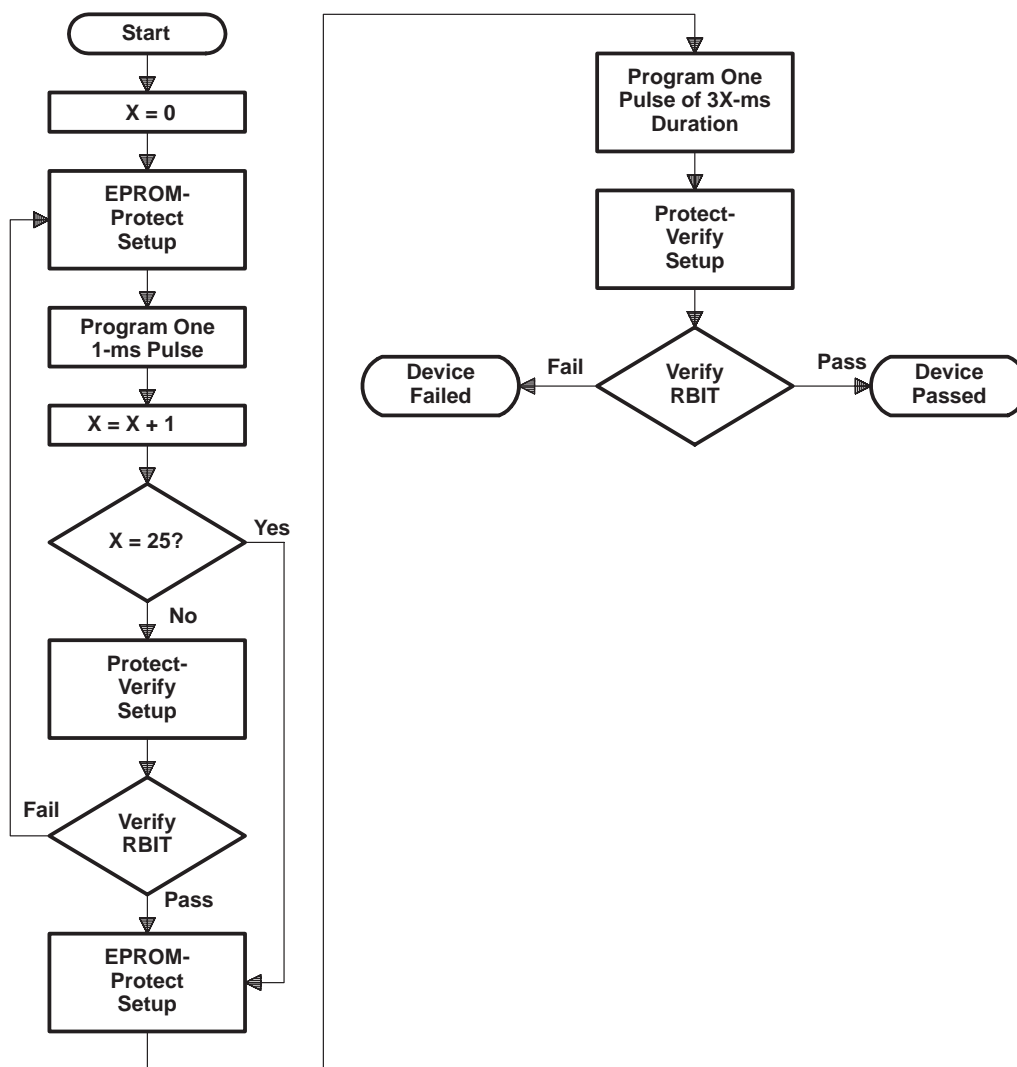 Start
X = 0
EPROM-
Protect
Setup
Program One
1-ms Pulse
X = X + 1
X = 25?
Yes
No
Protect-
Verify
Setup
Fail
Verify
RBIT
Pass
EPROM-
Protect
Setup
Program One
Pulse of 3X-ms
Duration
Protect-
Verify
Setup
Device
Failed
Fail
Verify
RBIT
Pass
Device
Passed